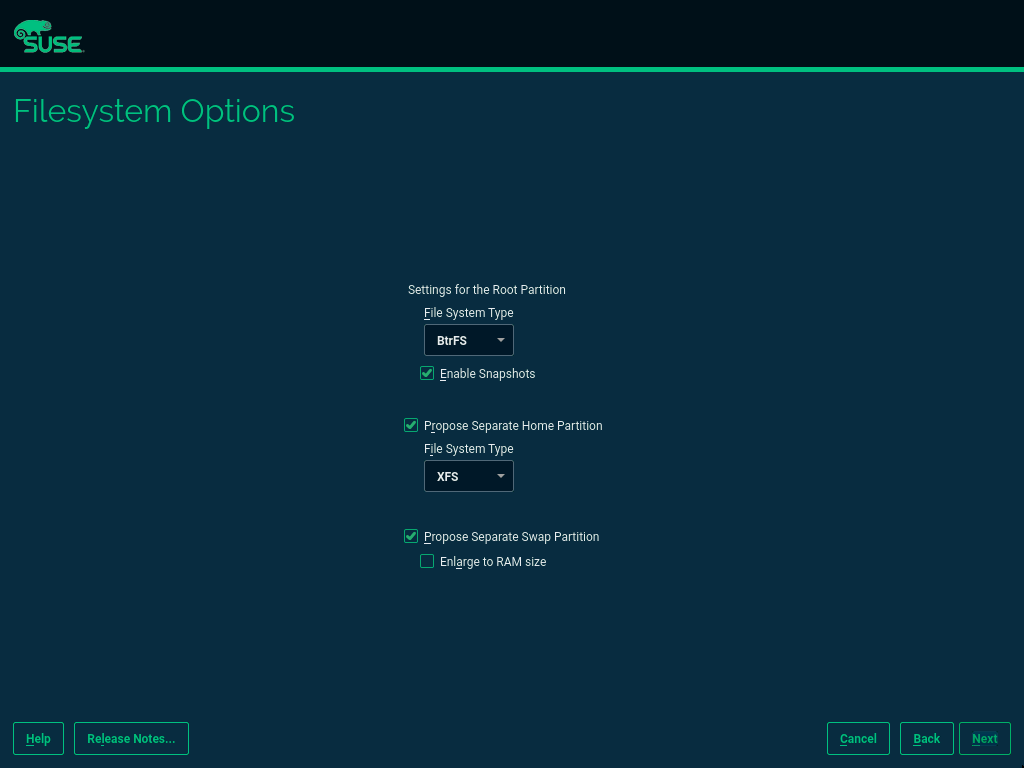 SUSE
Filesystem Options
Settings for the Root Partition
File System Type
BtrFS
Enable Snapshots
Propose Separate Home Partition
File System Type
XFS
Propose Separate Swap Partition
Enlarge to RAM size
Help Release Notes... Cancel Back Next